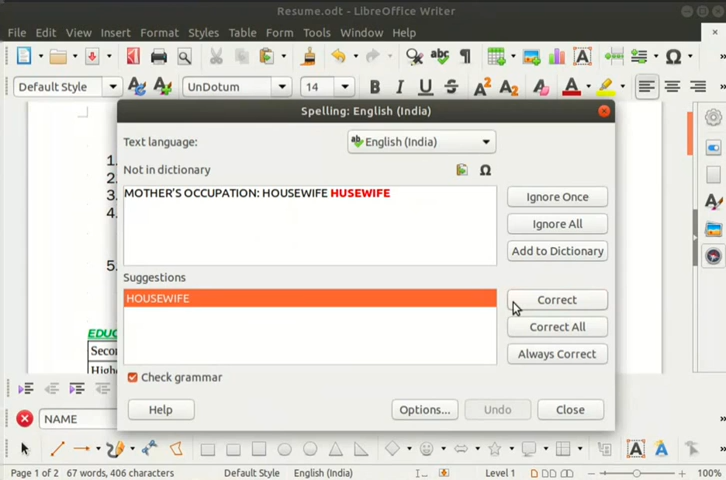 Resume.odt - LibreOffice Writer
File Edit View Insert Format Styles Table Form Tools Window Help
Default Style UnDotum 14
Spelling: English (India)
Text language: English (India)
Not in dictionary
MOTHER'S OCCUPATION: HOUSEWIFE HUSEWIFE
Ignore Once
Ignore All
Add to Dictionary
Suggestions
HOUSEWIFE
Correct
Correct All
Always Correct
Check grammar
Help Options... Undo Close
1.
2.
3.
4.
5.
EDUC
Secon
Highe
NAME
Page 1 of 2 67 words, 406 characters Default Style English (India) Level 1 100%